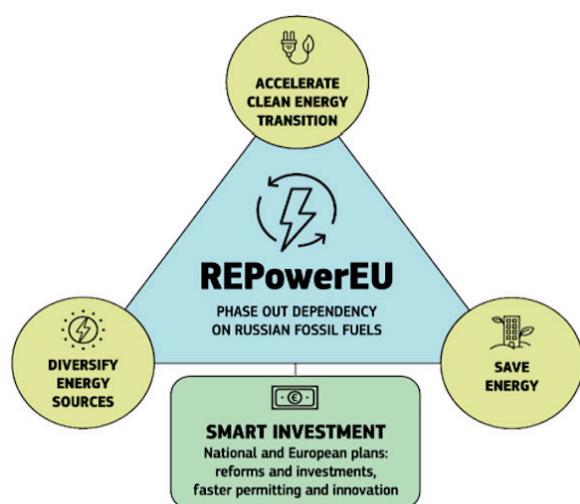 ACCELERATE
CLEAN ENERGY
TRANSITION
REPowerEU
PHASE OUT DEPENDENCY
ON RUSSIAN FOSSIL FUELS
DIVERSIFY
ENERGY
SOURCES
SAVE
ENERGY
€
SMART INVESTMENT
National and European plans:
reforms and investments,
faster permitting and innovation